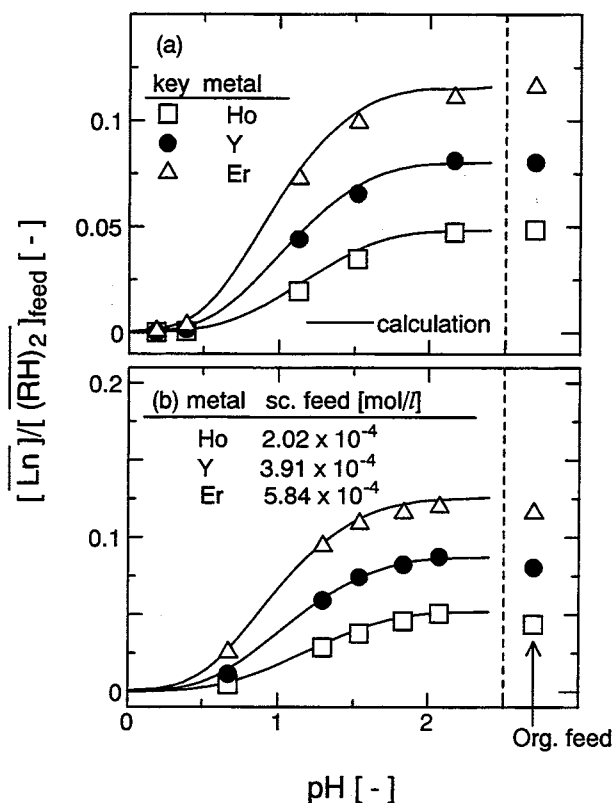 (a)
key metal
□ Ho
● Y
△ Er
0.1
0.05
0
calculation
[Ln]/[(RH)₂]feed [-]
0.2
(b) metal sc. feed [mol/l]
Ho 2.02 x 10⁻⁴
Y 3.91 x 10⁻⁴
Er 5.84 x 10⁻⁴
0.1
0
0 1 2
Org. feed
pH [-]